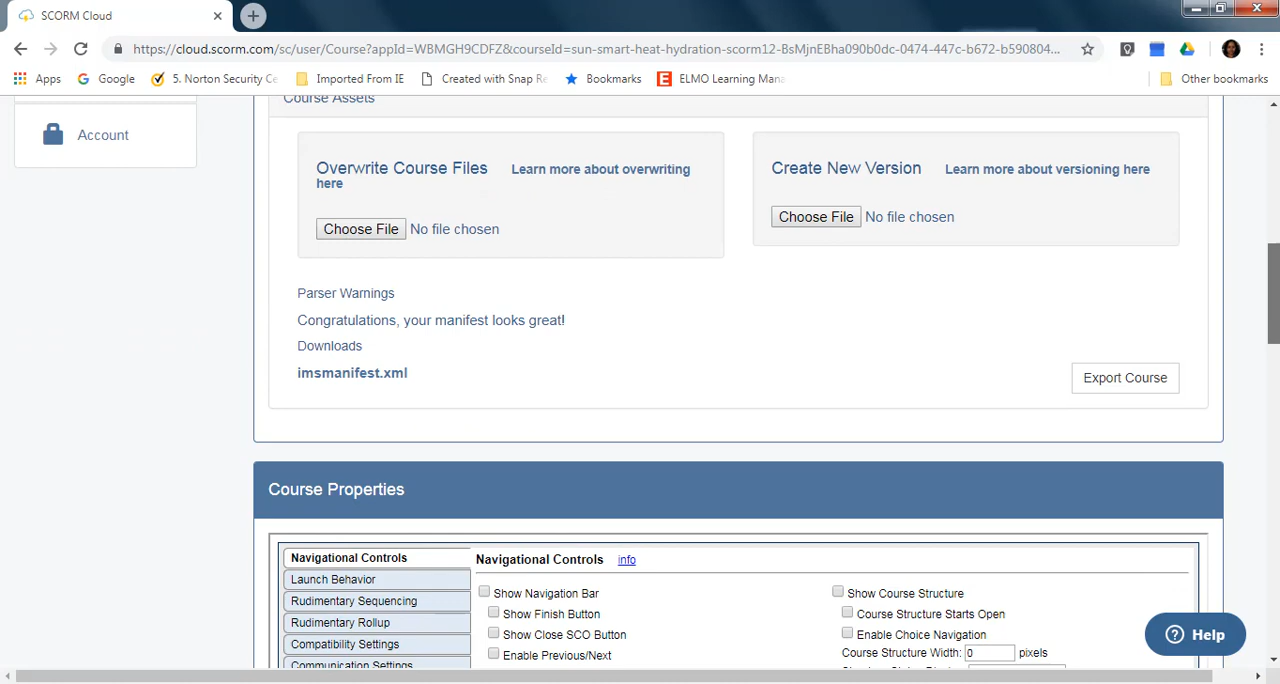 SCORM Cloud
https://cloud.scorm.com/sc/user/Course?appId=WBMGH9CDFZ&courseId=sun-smart-heat-hydration-scorm12-BsMjnEBha090b0dc-0474-447c-b672-b590804...
Apps Google 5. Norton Security Ce Imported From IE Created with Snap Re Bookmarks ELMO Learning Mana Other bookmarks
Course Assets
Account
Overwrite Course Files Learn more about overwriting
here
Choose File No file chosen
Create New Version Learn more about versioning here
Choose File No file chosen
Parser Warnings
Congratulations, your manifest looks great!
Downloads
imsmanifest.xml
Export Course
Course Properties
Navigational Controls
Launch Behavior
Rudimentary Sequencing
Rudimentary Rollup
Compatibility Settings
Communication Settings
Navigational Controls info
Show Navigation Bar
Show Finish Button
Show Close SCO Button
Enable Previous/Next
Show Course Structure
Course Structure Starts Open
Enable Choice Navigation
Course Structure Width: 0 pixels
Help